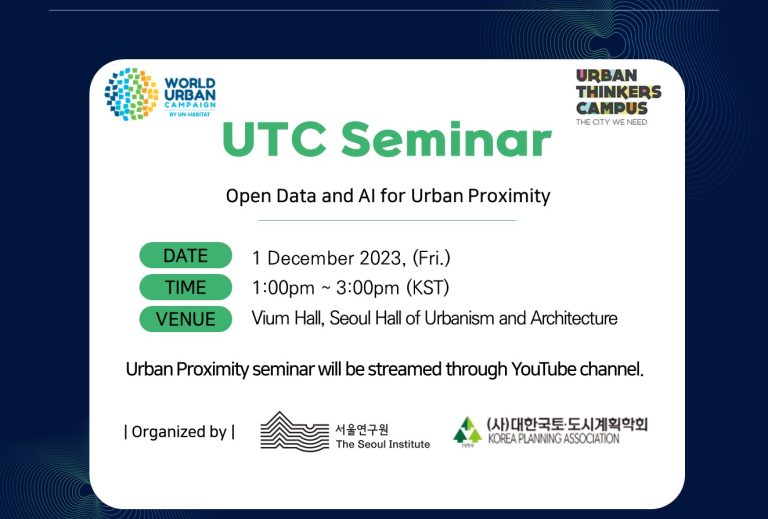 WORLD
URBAN
CAMPAIGN
BY UN-HABITAT
URBAN
THINKERS
CAMPUS
THE CITY WE NEED
UTC Seminar
Open Data and AI for Urban Proximity
DATE 1 December 2023, (Fri.)
TIME 1:00pm ~ 3:00pm (KST)
VENUE Vium Hall, Seoul Hall of Urbanism and Architecture
Urban Proximity seminar will be streamed through YouTube channel.
| Organized by |
서울연구원
The Seoul Institute
(사)대한국토·도시계획학회
KOREA PLANNING ASSOCIATION